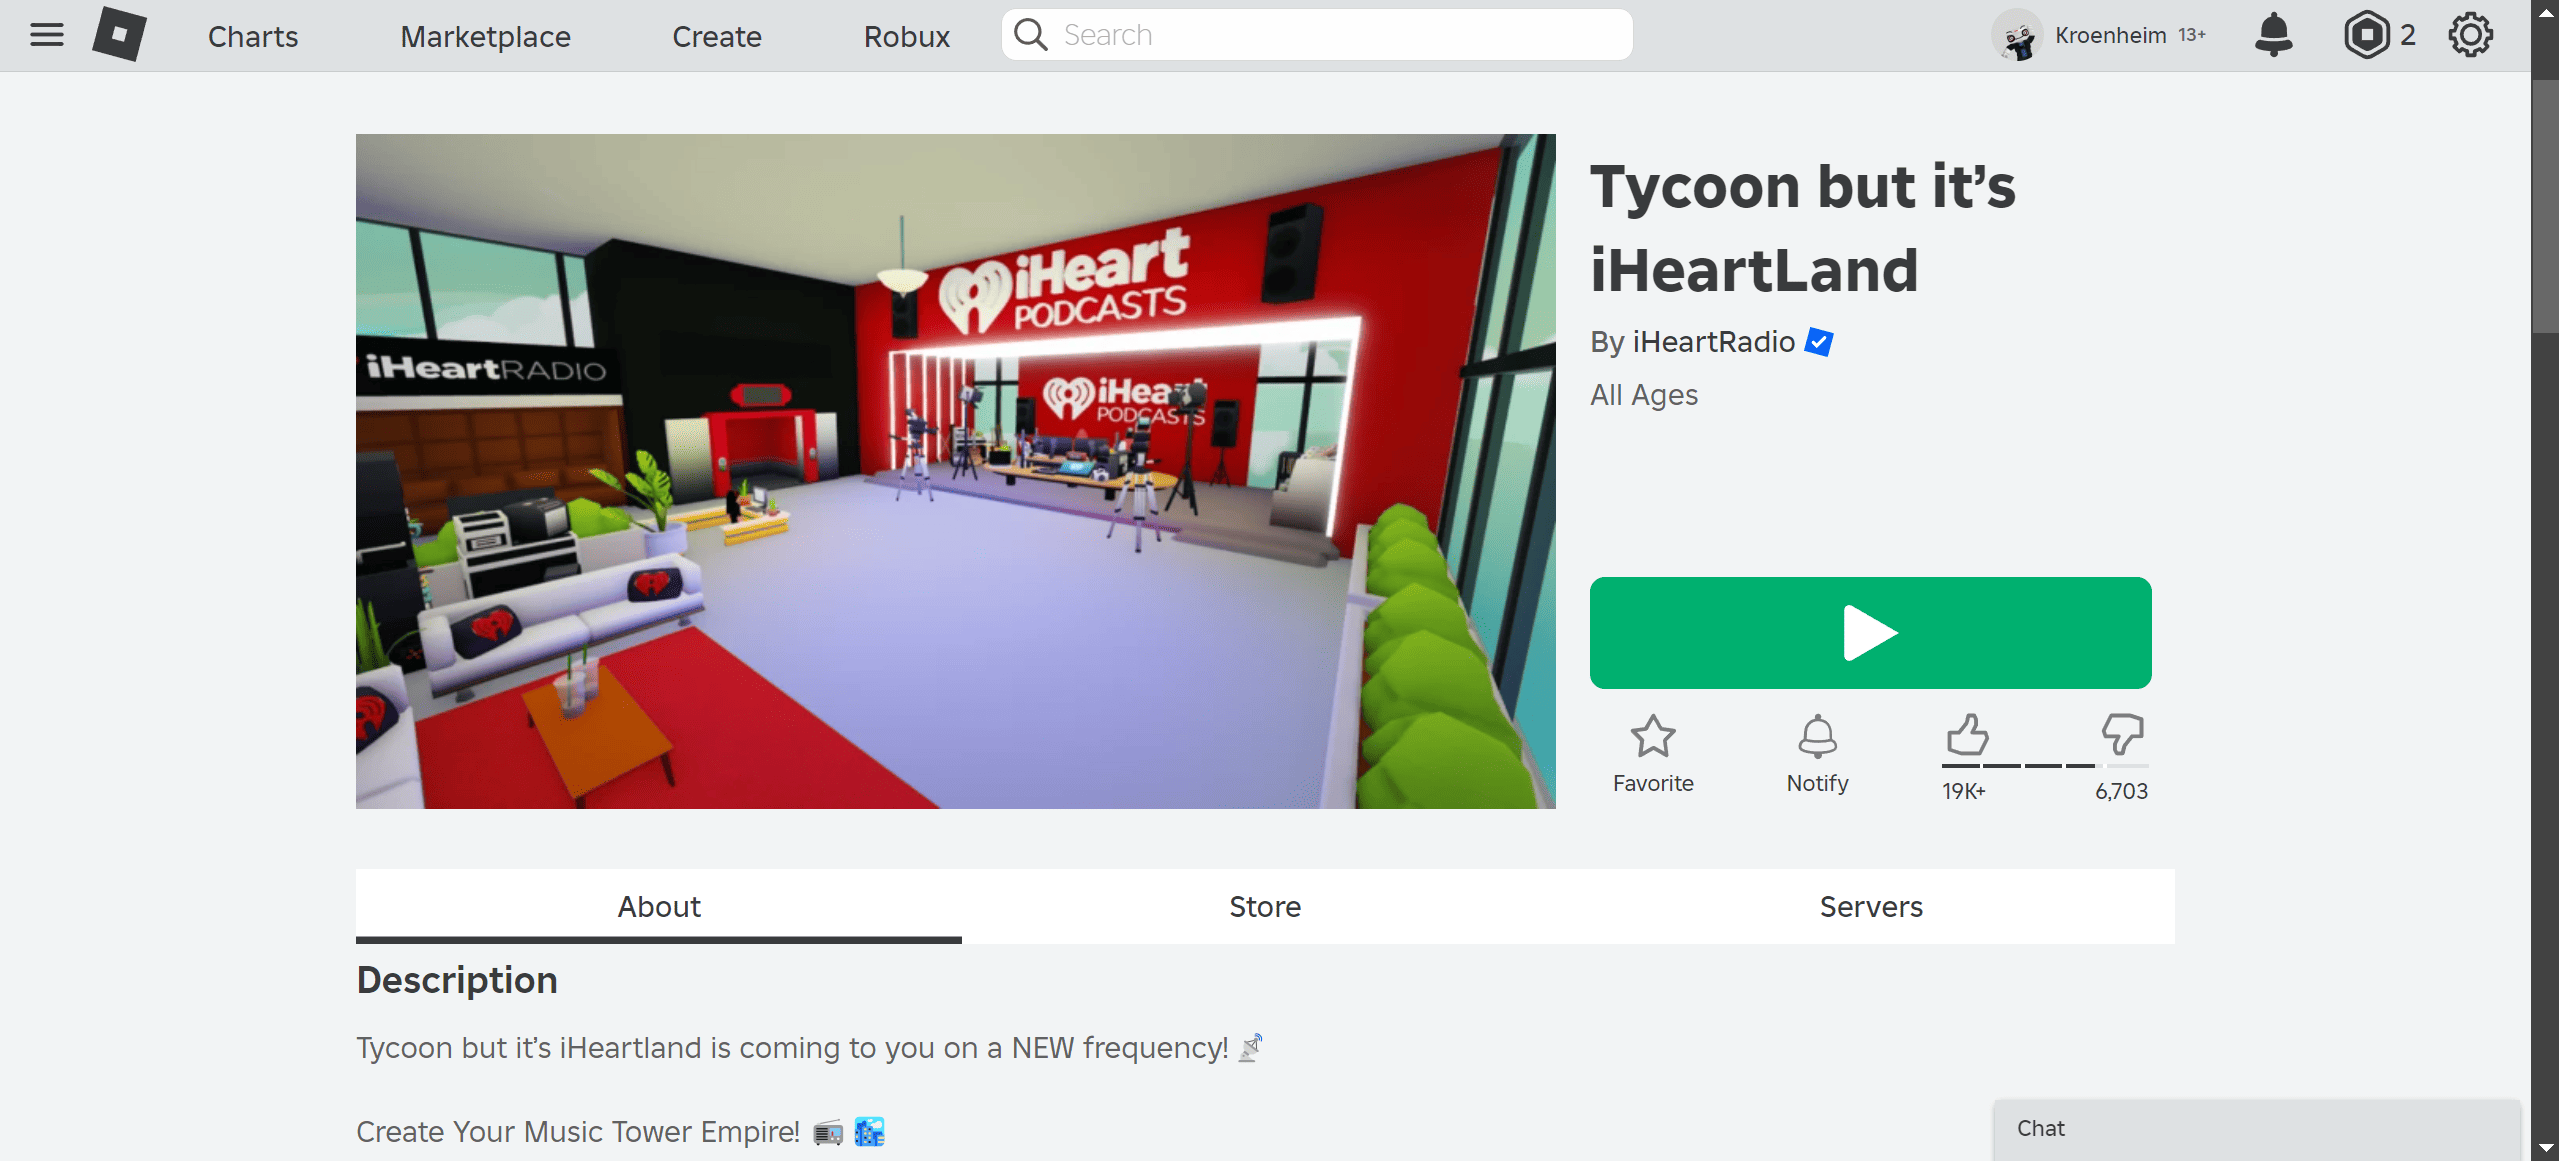 Charts Marketplace Create Robux Search Kroenheim 13+ 2
iHeart
PODCASTS
iHeartRADIO
iHeart
PODCASTS
Tycoon but it’s
iHeartLand
By iHeartRadio
All Ages
Favorite Notify 19K+ 6,703
About Store Servers
Description
Tycoon but it’s iHeartland is coming to you on a NEW frequency! 📡
Create Your Music Tower Empire! 📻 🏙️
Chat